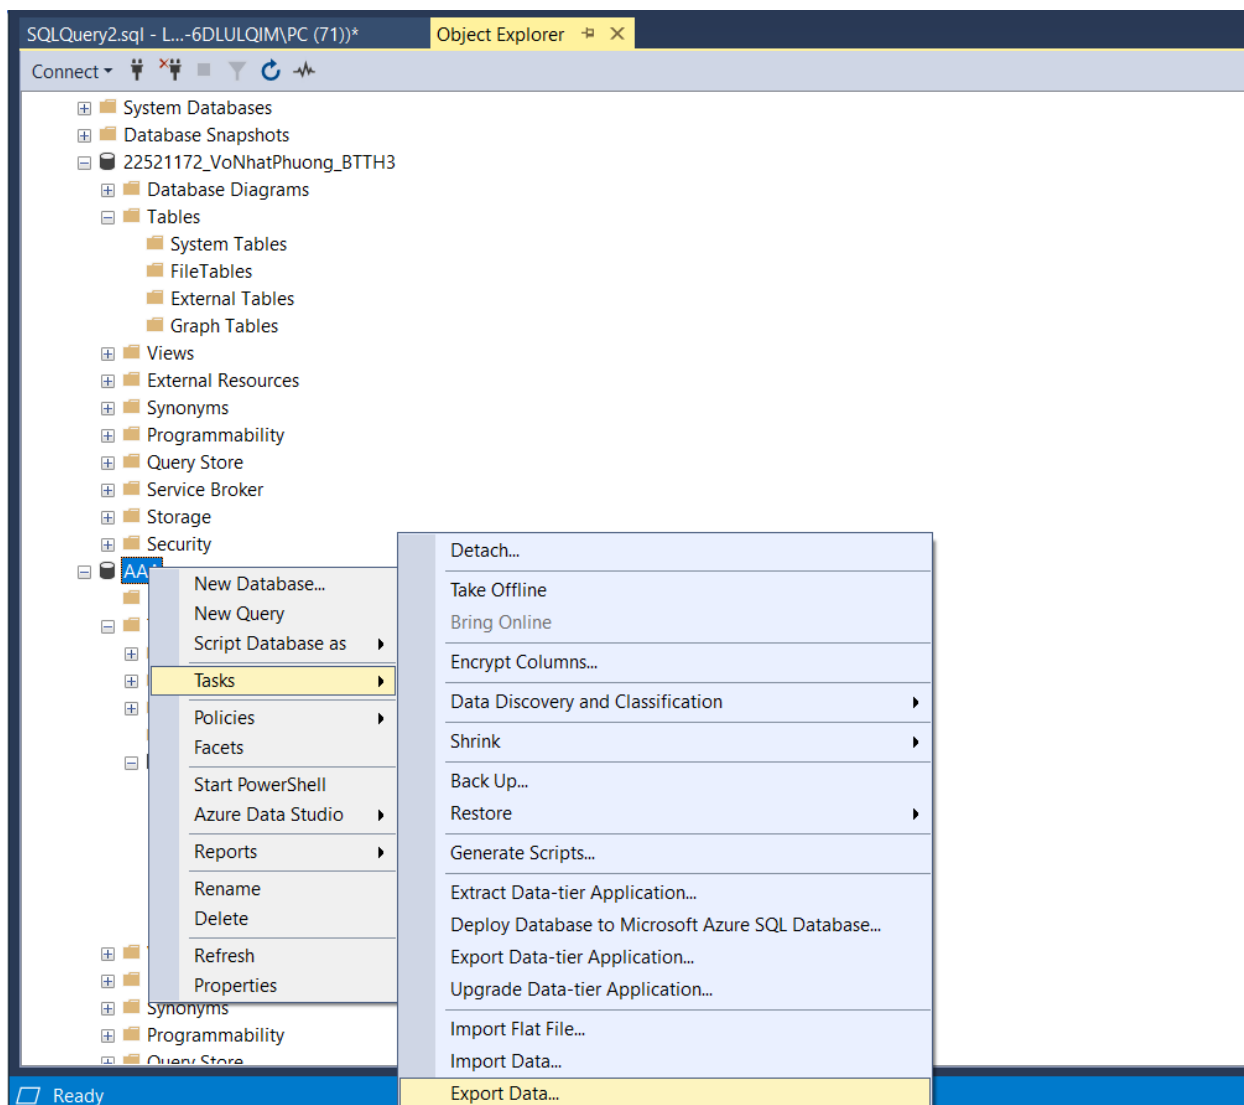 SQLQuery2.sql - L...-6DLULQIM\PC (71))*
Object Explorer
Connect
System Databases
Database Snapshots
22521172_VoNhatPhuong_BTTH3
Database Diagrams
Tables
System Tables
FileTables
External Tables
Graph Tables
Views
External Resources
Synonyms
Programmability
Query Store
Service Broker
Storage
Security
New Database...
New Query
Script Database as
Tasks
Policies
Facets
Start PowerShell
Azure Data Studio
Reports
Rename
Delete
Refresh
Properties
Detach...
Take Offline
Bring Online
Encrypt Columns...
Data Discovery and Classification
Shrink
Back Up...
Restore
Generate Scripts...
Extract Data-tier Application...
Deploy Database to Microsoft Azure SQL Database...
Export Data-tier Application...
Upgrade Data-tier Application...
Import Flat File...
Import Data...
Export Data...
Synonyms
Programmability
Query Store
Ready